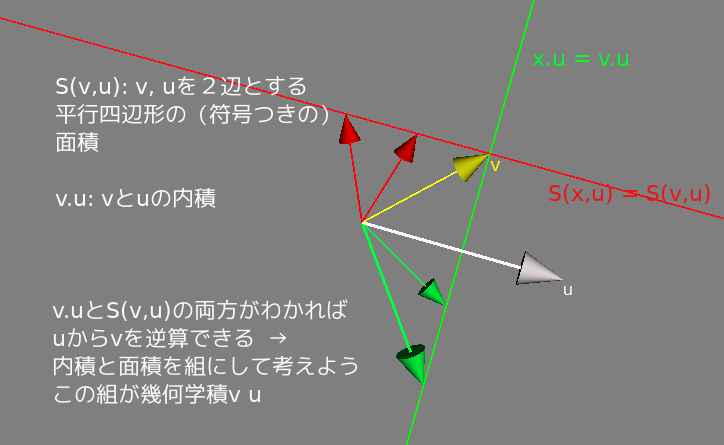 x.u = v.u
S(v,u): v, uを２辺とする
平行四辺形の（符号つきの）
面積
v
v.u: vとuの内積
S(x,u) = S(v,u)
u
v.uとS(v,u)の両方がわかれば
uからvを逆算できる →
内積と面積を組にして考えよう
この組が幾何学積v u